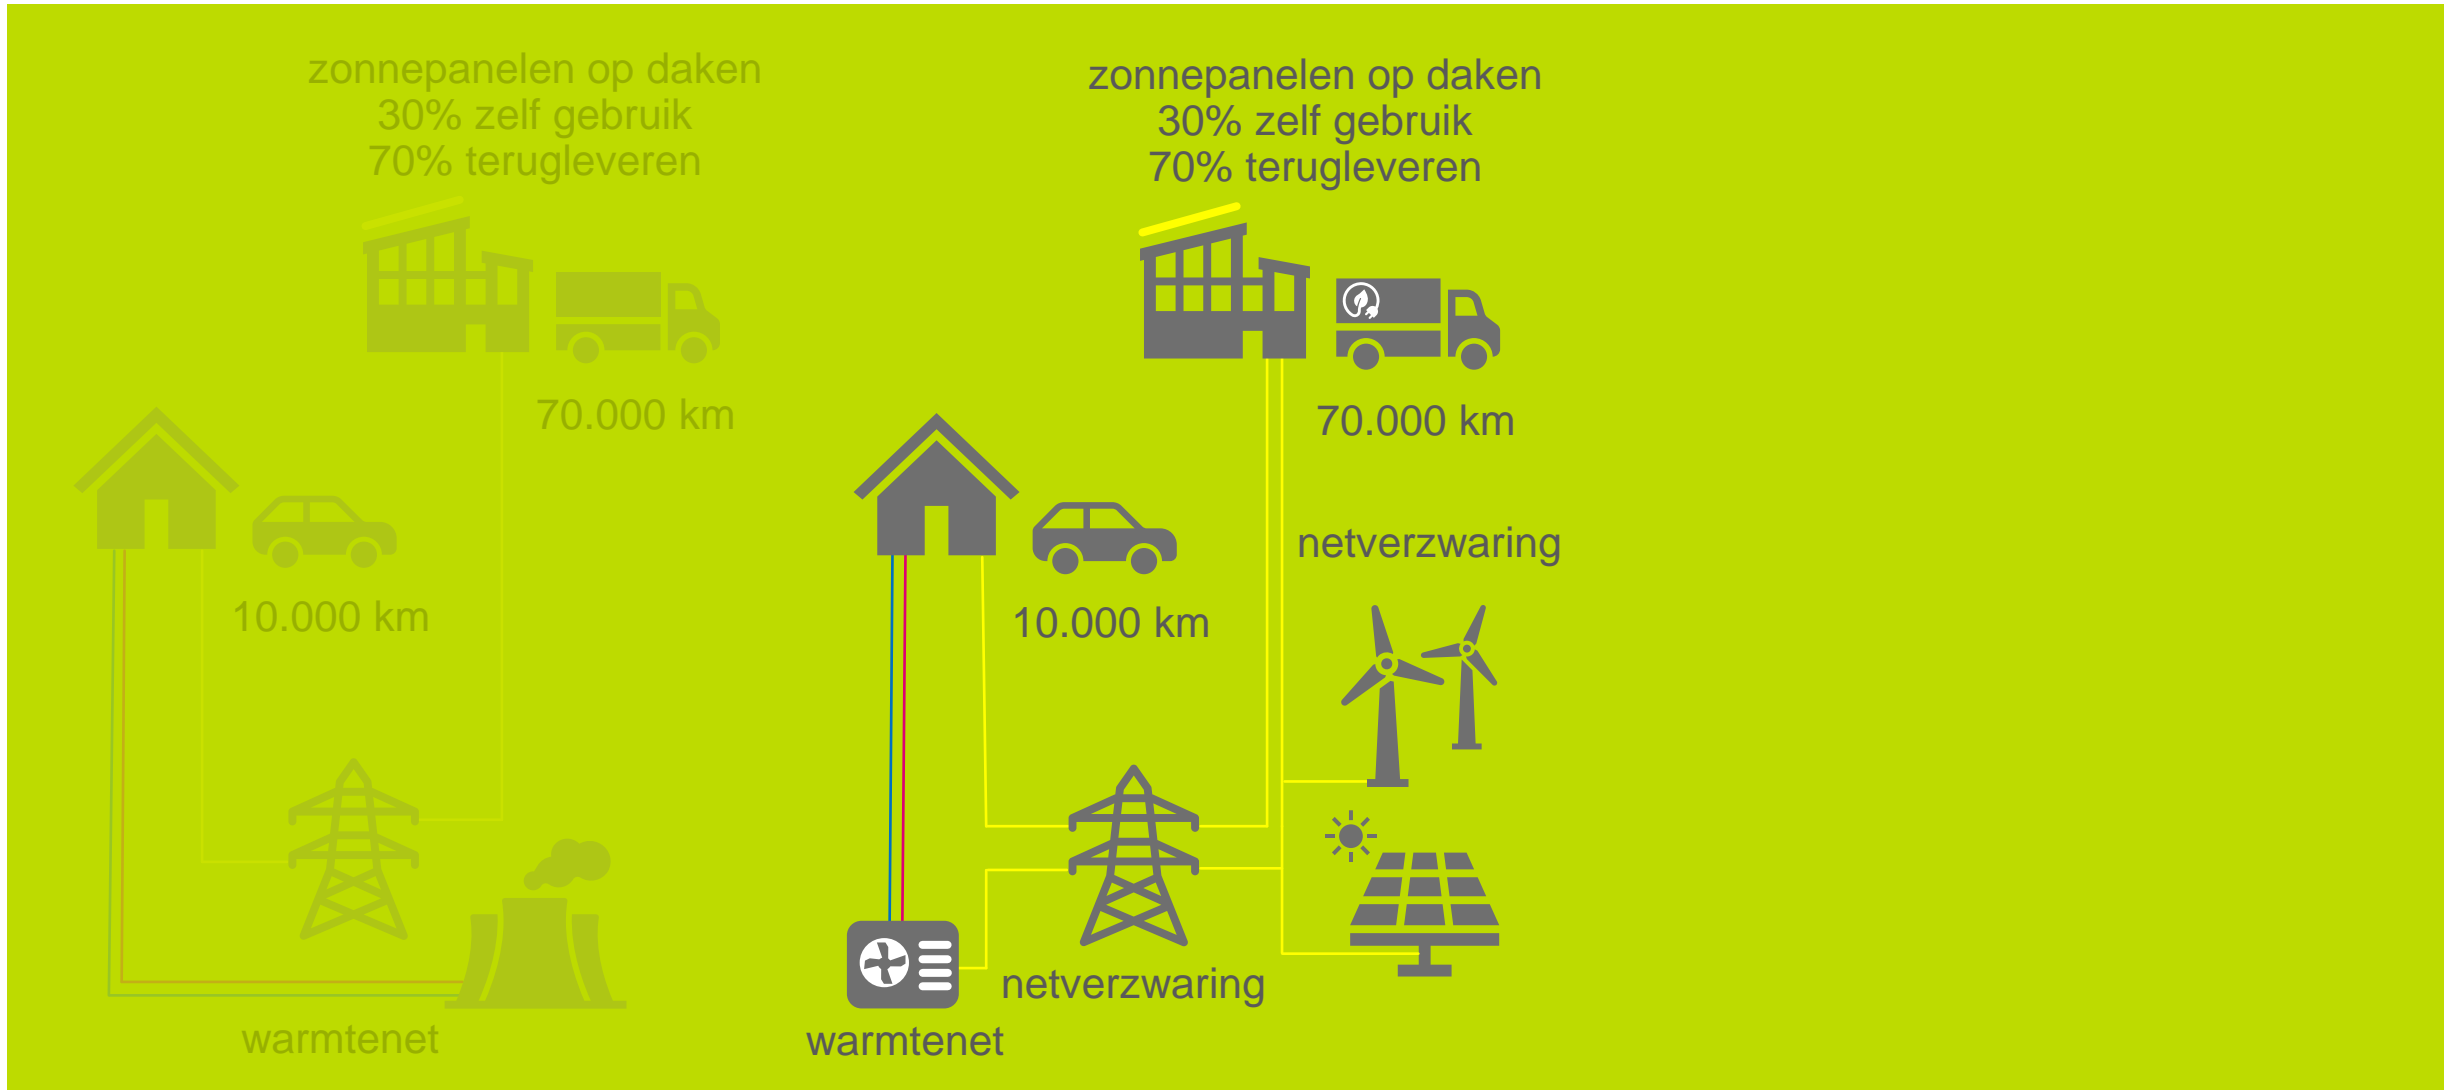 zonnepanelen op daken
30% zelf gebruik
70% terugleveren
70.000 km
10.000 km
warmtenet
zonnepanelen op daken
30% zelf gebruik
70% terugleveren
70.000 km
netverzwaring
10.000 km
netverzwaring
warmtenet